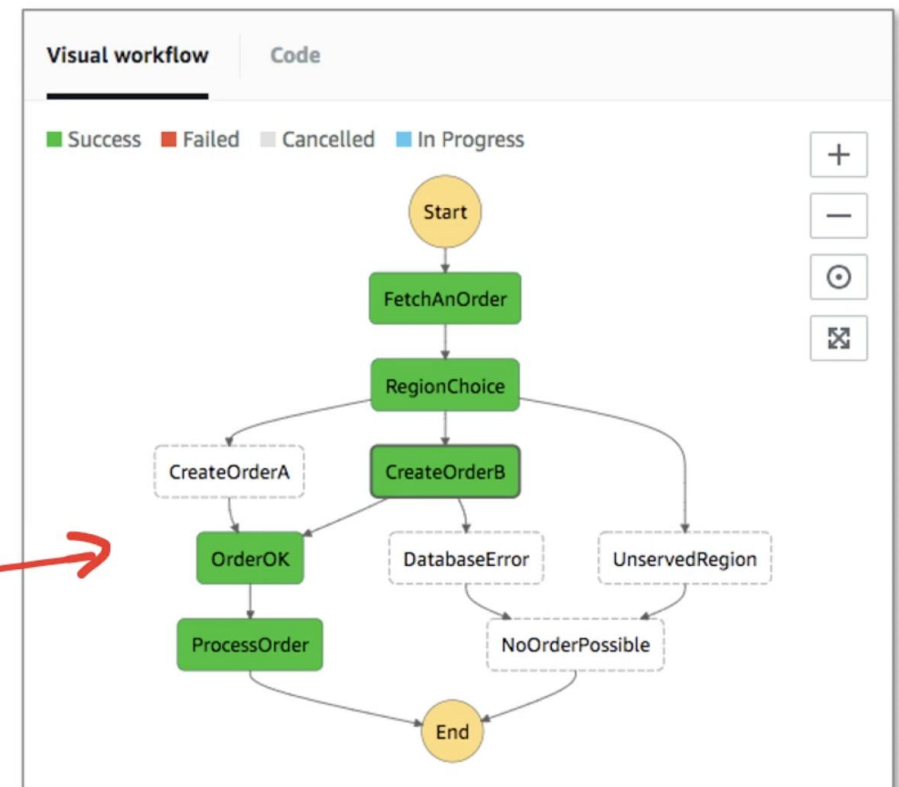 Visual workflow Code
Success Failed Cancelled In Progress
Start
FetchAnOrder
RegionChoice
CreateOrderA CreateOrderB
OrderOK DatabaseError UnservedRegion
ProcessOrder NoOrderPossible
End